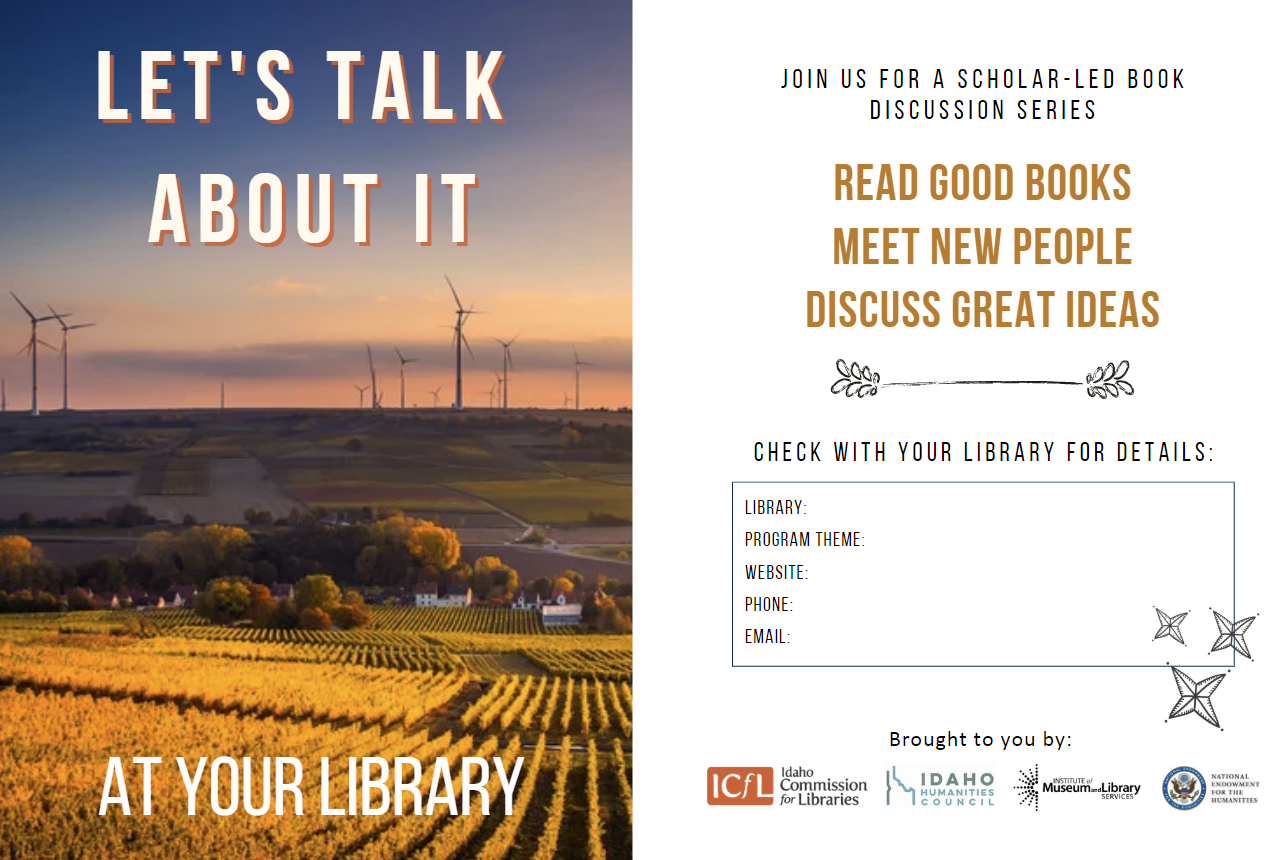 LET'S TALK
ABOUT IT
AT YOUR LIBRARY
JOIN US FOR A SCHOLAR-LED BOOK
DISCUSSION SERIES
READ GOOD BOOKS
MEET NEW PEOPLE
DISCUSS GREAT IDEAS
CHECK WITH YOUR LIBRARY FOR DETAILS:
LIBRARY:
PROGRAM THEME:
WEBSITE:
PHONE:
EMAIL:
Brought to you by:
ICfL
Idaho
Commission
for Libraries
IDAHO
HUMANITIES
COUNCIL
INSTITUTE of
Museum and Library
SERVICES
NATIONAL
ENDOWMENT
FOR THE
HUMANITIES